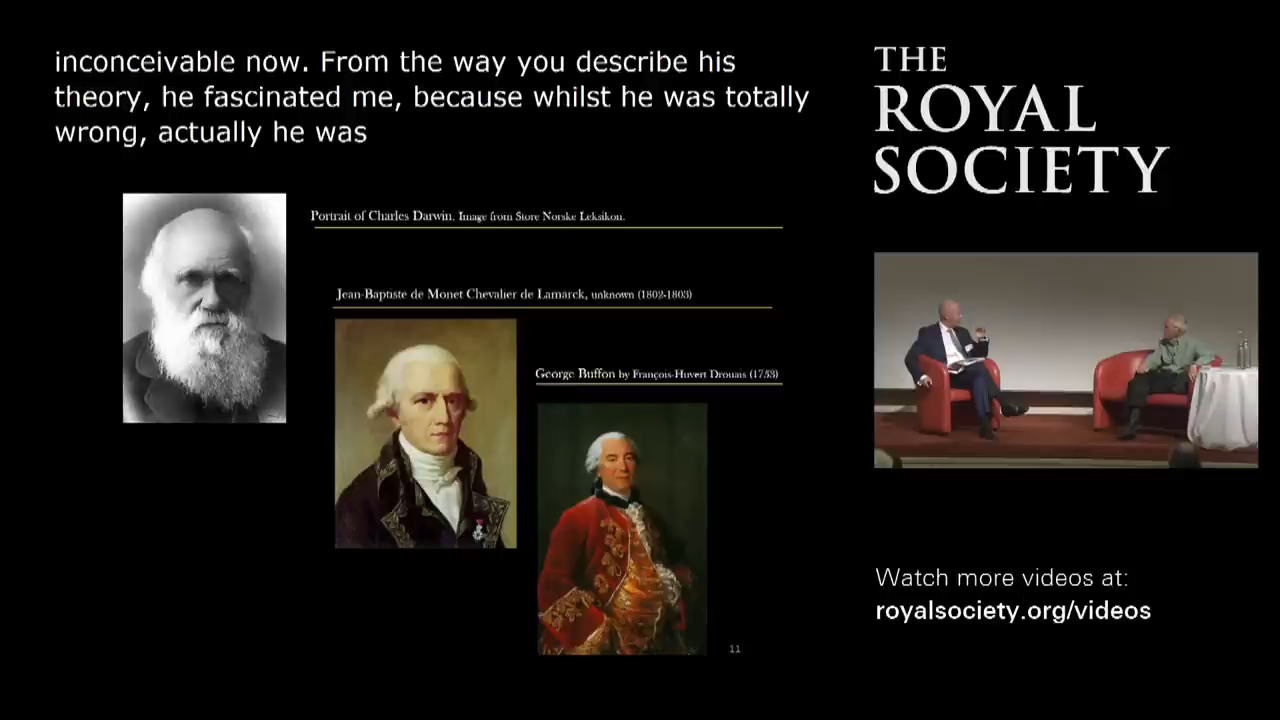 inconceivable now. From the way you describe his
theory, he fascinated me, because whilst he was totally
wrong, actually he was
Portrait of Charles Darwin. Image from Store Norske Leksikon.
Jean-Baptiste de Monet Chevalier de Lamarck, unknown (1802-1803)
George Buffon by François-Huvert Drouais (1753)
11
THE
ROYAL
SOCIETY
Watch more videos at:
royalsociety.org/videos